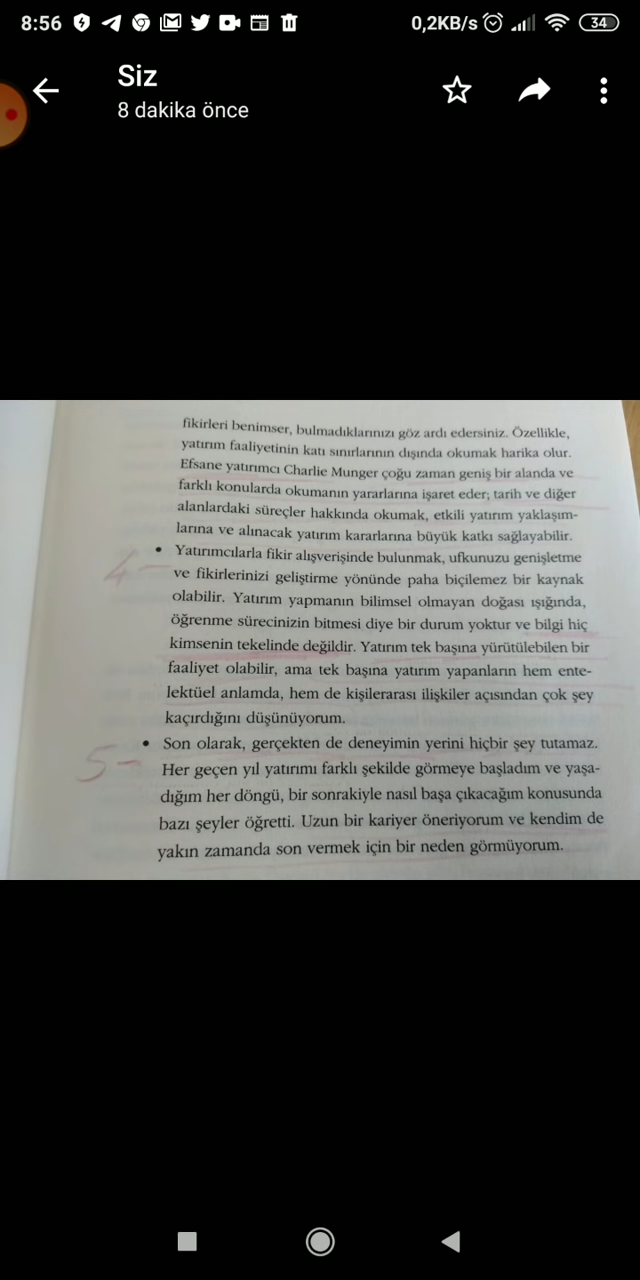 8:56
0,2KB/s
34
Siz
8 dakika önce
fikirleri benimser, bulmadıklarınızı göz ardı edersiniz. Özellikle,
yatırım faaliyetinin katı sınırlarının dışında okumak harika olur.
Efsane yatırımcı Charlie Munger çoğu zaman geniş bir alanda ve
farklı konularda okumanın yararlarına işaret eder; tarih ve diğer
alanlardaki süreçler hakkında okumak, etkili yatırım yaklaşım-
larına ve alınacak yatırım kararlarına büyük katkı sağlayabilir.
4- • Yatırımcılarla fikir alışverişinde bulunmak, ufkunuzu genişletme
ve fikirlerinizi geliştirme yönünde paha biçilemez bir kaynak
olabilir. Yatırım yapmanın bilimsel olmayan doğası ışığında,
öğrenme sürecinizin bitmesi diye bir durum yoktur ve bilgi hiç
kimsenin tekelinde değildir. Yatırım tek başına yürütülebilen bir
faaliyet olabilir, ama tek başına yatırım yapanların hem ente-
lektüel anlamda, hem de kişilerarası ilişkiler açısından çok şey
kaçırdığını düşünüyorum.
5- • Son olarak, gerçekten de deneyimin yerini hiçbir şey tutamaz.
Her geçen yıl yatırımı farklı şekilde görmeye başladım ve yaşa-
dığım her döngü, bir sonrakiyle nasıl başa çıkacağım konusunda
bazı şeyler öğretti. Uzun bir kariyer öneriyorum ve kendim de
yakın zamanda son vermek için bir neden görmüyorum.